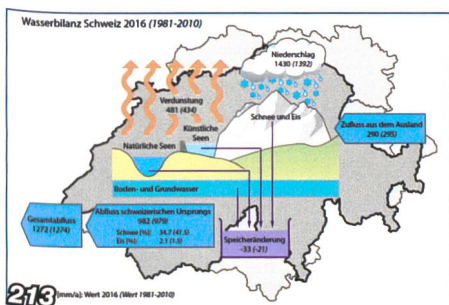 Wasserbilanz Schweiz 2016 (1981-2010)
Niederschlag
1430 (1392)
Verdunstung
481 (434)
Künstliche
Seen
Schnee und Eis
Natürliche Seen
Zufluss aus dem Ausland
290 (295)
Boden- und Grundwasser
Gesamtabfluss
1272 (1274)
Abfluss schweizerischen Ursprungs
982 (979)
Schnee [%]: 34.7 (41.5)
Eis [%]: 2.1 (1.5)
Speicheränderung
-33 (-21)
213 [mm/a]: Wert 2016 (Wert 1981-2010)